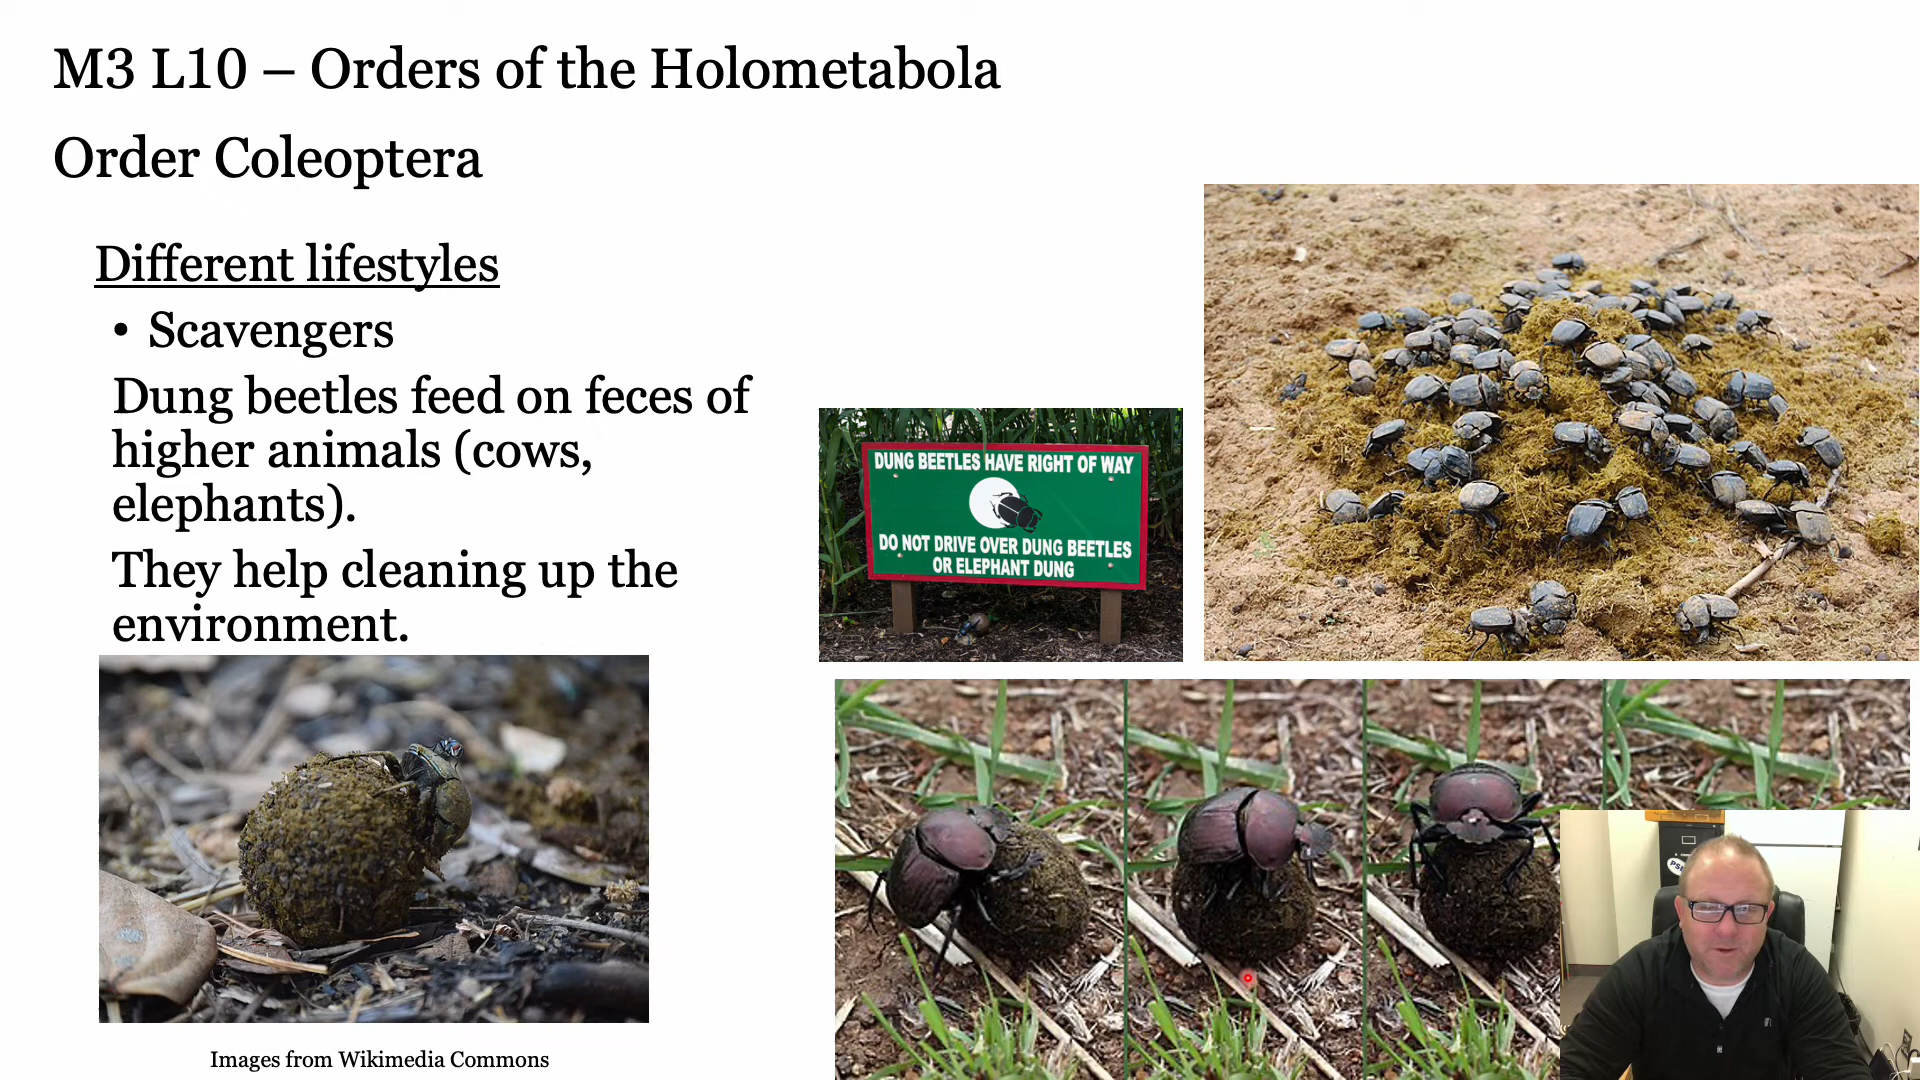 M3 L10 – Orders of the Holometabola
Order Coleoptera
Different lifestyles
• Scavengers
Dung beetles feed on feces of
higher animals (cows,
elephants).
They help cleaning up the
environment.
DUNG BEETLES HAVE RIGHT OF WAY
DO NOT DRIVE OVER DUNG BEETLES
OR ELEPHANT DUNG
Images from Wikimedia Commons